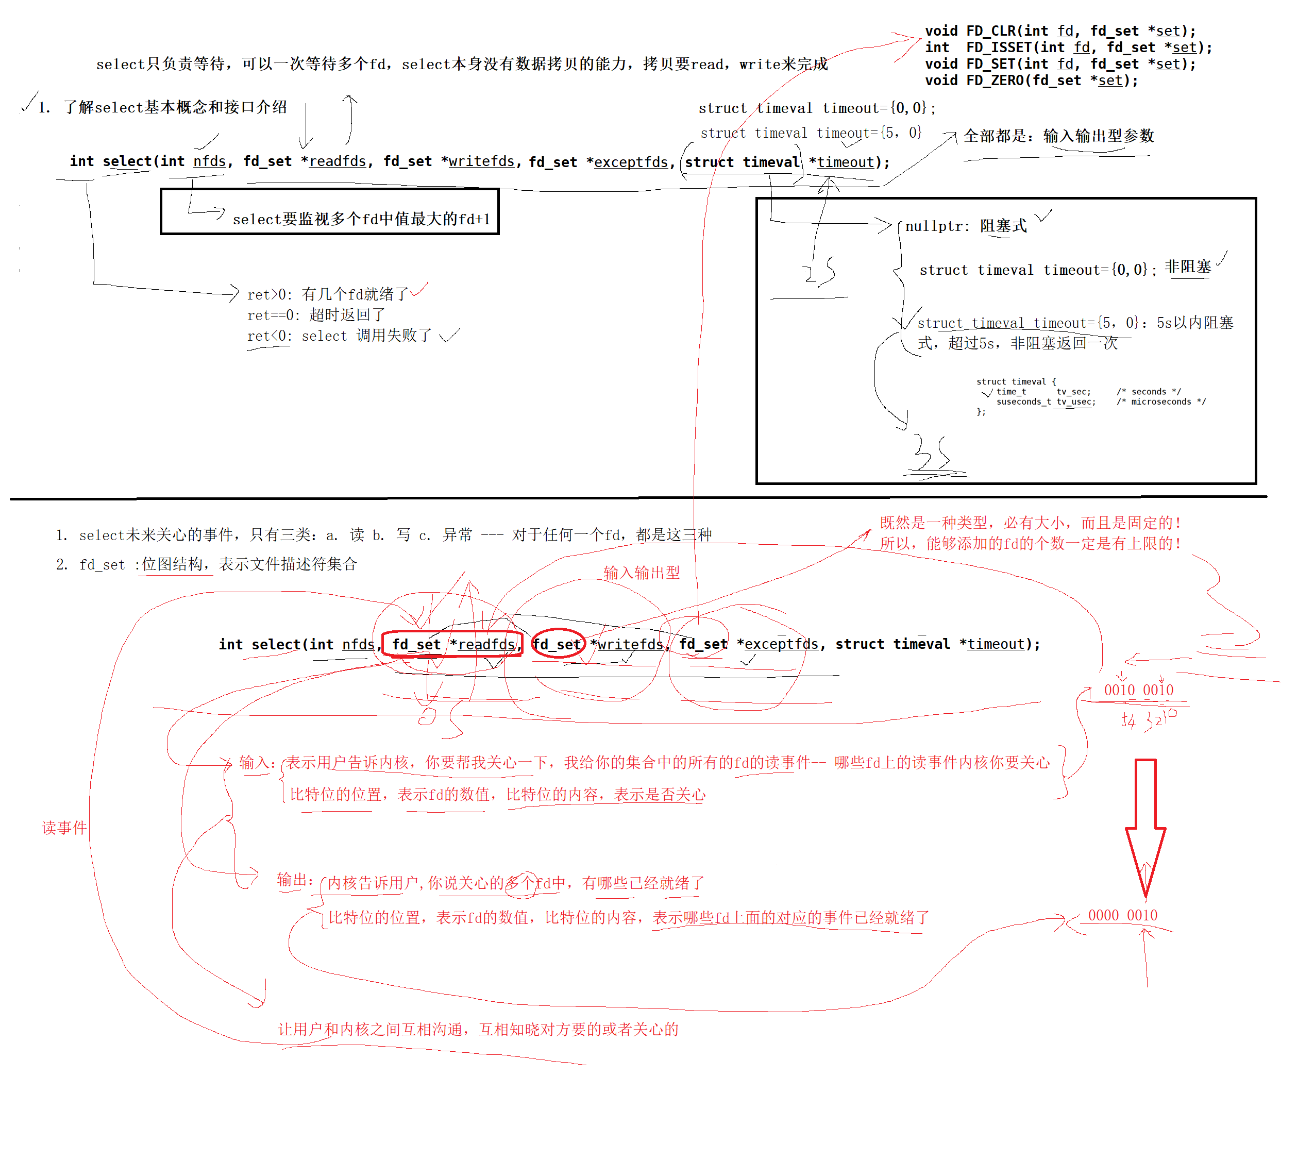 void FD_CLR(int fd, fd_set *set);
int FD_ISSET(int fd, fd_set *set);
void FD_SET(int fd, fd_set *set);
void FD_ZERO(fd_set *set);
select只负责等待，可以一次等待多个fd，select本身没有数据拷贝的能力，拷贝要read，write来完成
1. 了解select基本概念和接口介绍
struct timeval timeout={0,0};
struct timeval timeout={5，0}
全部都是：输入输出型参数
int select(int nfds, fd_set *readfds, fd_set *writefds, fd_set *exceptfds, struct timeval *timeout);
select要监视多个fd中值最大的fd+1
nullptr: 阻塞式
struct timeval timeout={0,0}; 非阻塞
2s
ret>0: 有几个fd就绪了
ret==0: 超时返回了
ret<0: select 调用失败了
struct timeval timeout={5，0}：5s以内阻塞
式，超过5s，非阻塞返回一次
struct timeval {
time_t tv_sec; /* seconds */
suseconds_t tv_usec; /* microseconds */
};
3s
1. select未来关心的事件，只有三类：a. 读 b. 写 c. 异常 --- 对于任何一个fd，都是这三种
2. fd_set :位图结构，表示文件描述符集合
既然是一种类型，必有大小，而且是固定的！
所以，能够添加的fd的个数一定是有上限的！
输入输出型
int select(int nfds, fd_set *readfds, fd_set *writefds, fd_set *exceptfds, struct timeval *timeout);
0010 0010
输入：表示用户告诉内核，你要帮我关心一下，我给你的集合中的所有的fd的读事件-- 哪些fd上的读事件内核你要关心
比特位的位置，表示fd的数值，比特位的内容，表示是否关心
读事件
输出：内核告诉用户,你说关心的多个fd中，有哪些已经就绪了
比特位的位置，表示fd的数值，比特位的内容，表示哪些fd上面的对应的事件已经就绪了
0000 0010
让用户和内核之间互相沟通，互相知晓对方要的或者关心的